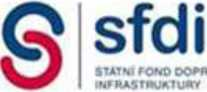 sfdi
STÁTNÍ FOND DOPR
INFRASTRUKTURY